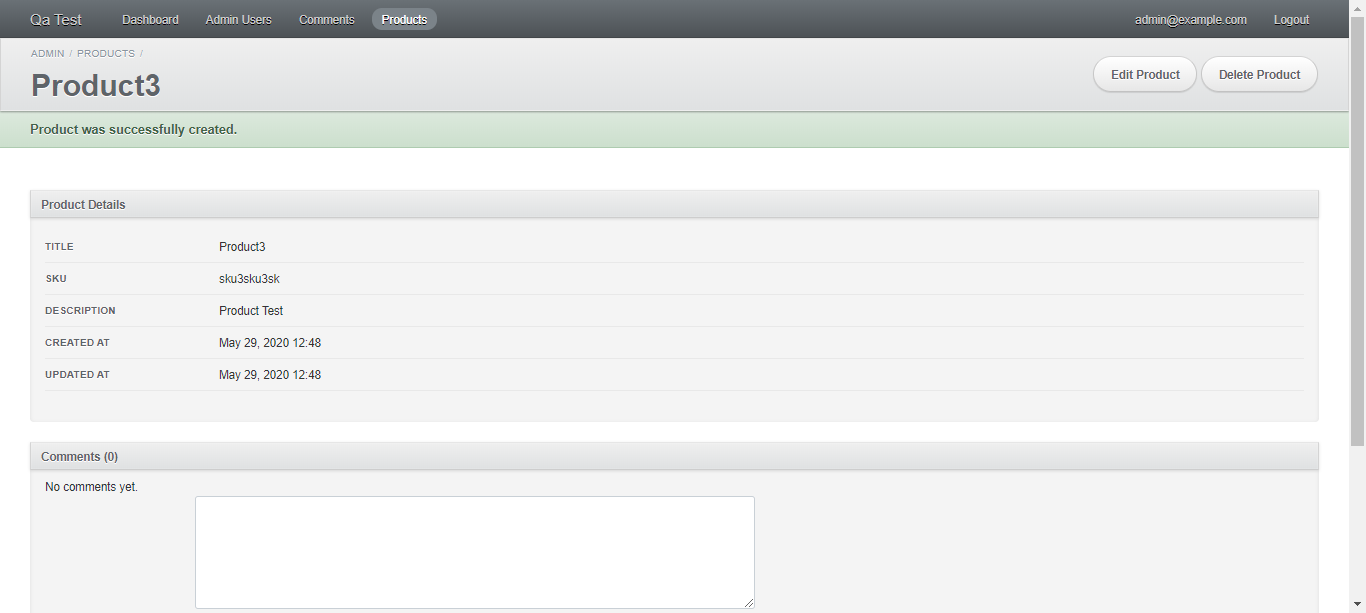 Qa Test Dashboard Admin Users Comments Products admin@example.com Logout
ADMIN / PRODUCTS /
Product3
Edit Product Delete Product
Product was successfully created.
Product Details
TITLE Product3
SKU sku3sku3sk
DESCRIPTION Product Test
CREATED AT May 29, 2020 12:48
UPDATED AT May 29, 2020 12:48
Comments (0)
No comments yet.